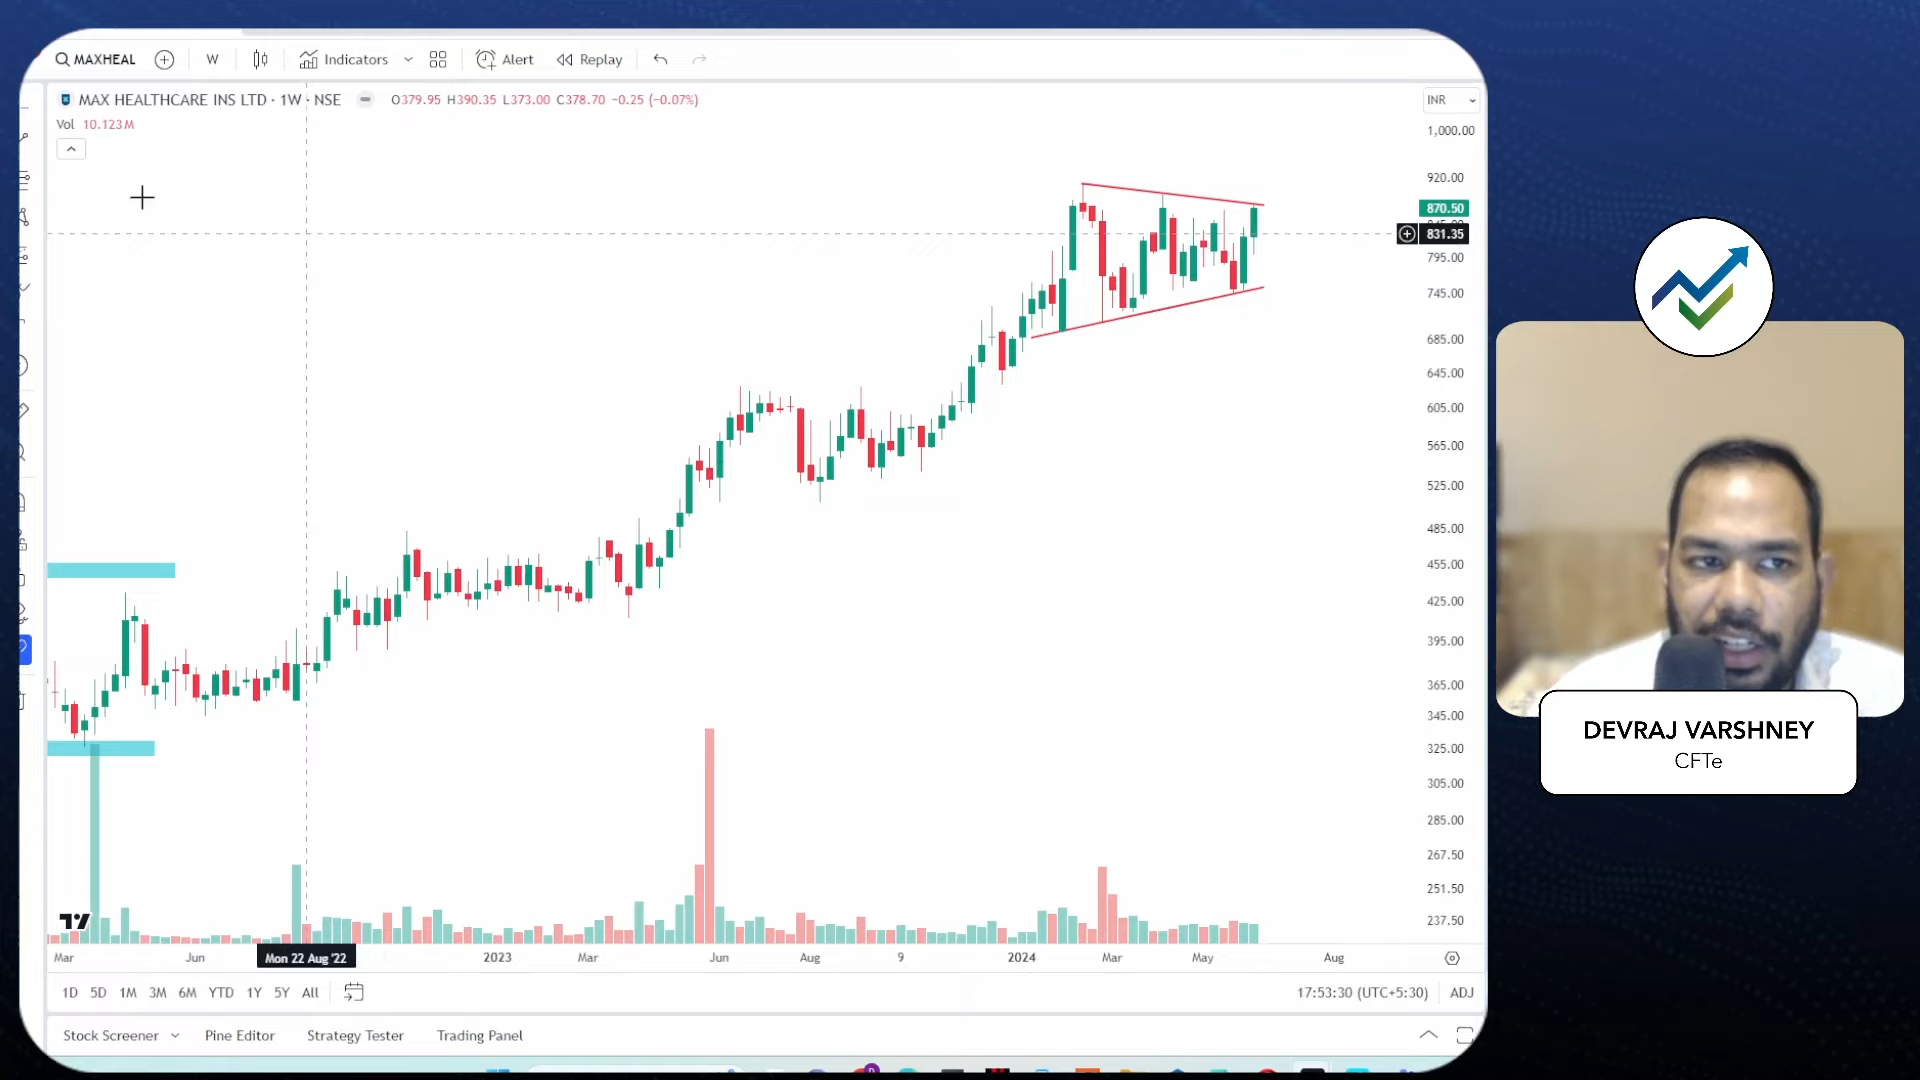 MAXHEAL W Indicators Alert Replay
MAX HEALTHCARE INS LTD · 1W · NSE O379.95 H390.35 L373.00 C378.70 −0.25 (−0.07%)
INR
Vol 10.123M
1,000.00
920.00
870.50
831.35
795.00
745.00
685.00
645.00
605.00
565.00
525.00
485.00
455.00
425.00
395.00
365.00
345.00
325.00
305.00
285.00
267.50
251.50
237.50
Mar Jun Mon 22 Aug '22 2023 Mar Jun Aug 9 2024 Mar May Aug
1D 5D 1M 3M 6M YTD 1Y 5Y All 17:53:30 (UTC+5:30) ADJ
Stock Screener Pine Editor Strategy Tester Trading Panel
DEVRAJ VARSHNEY
CFTe